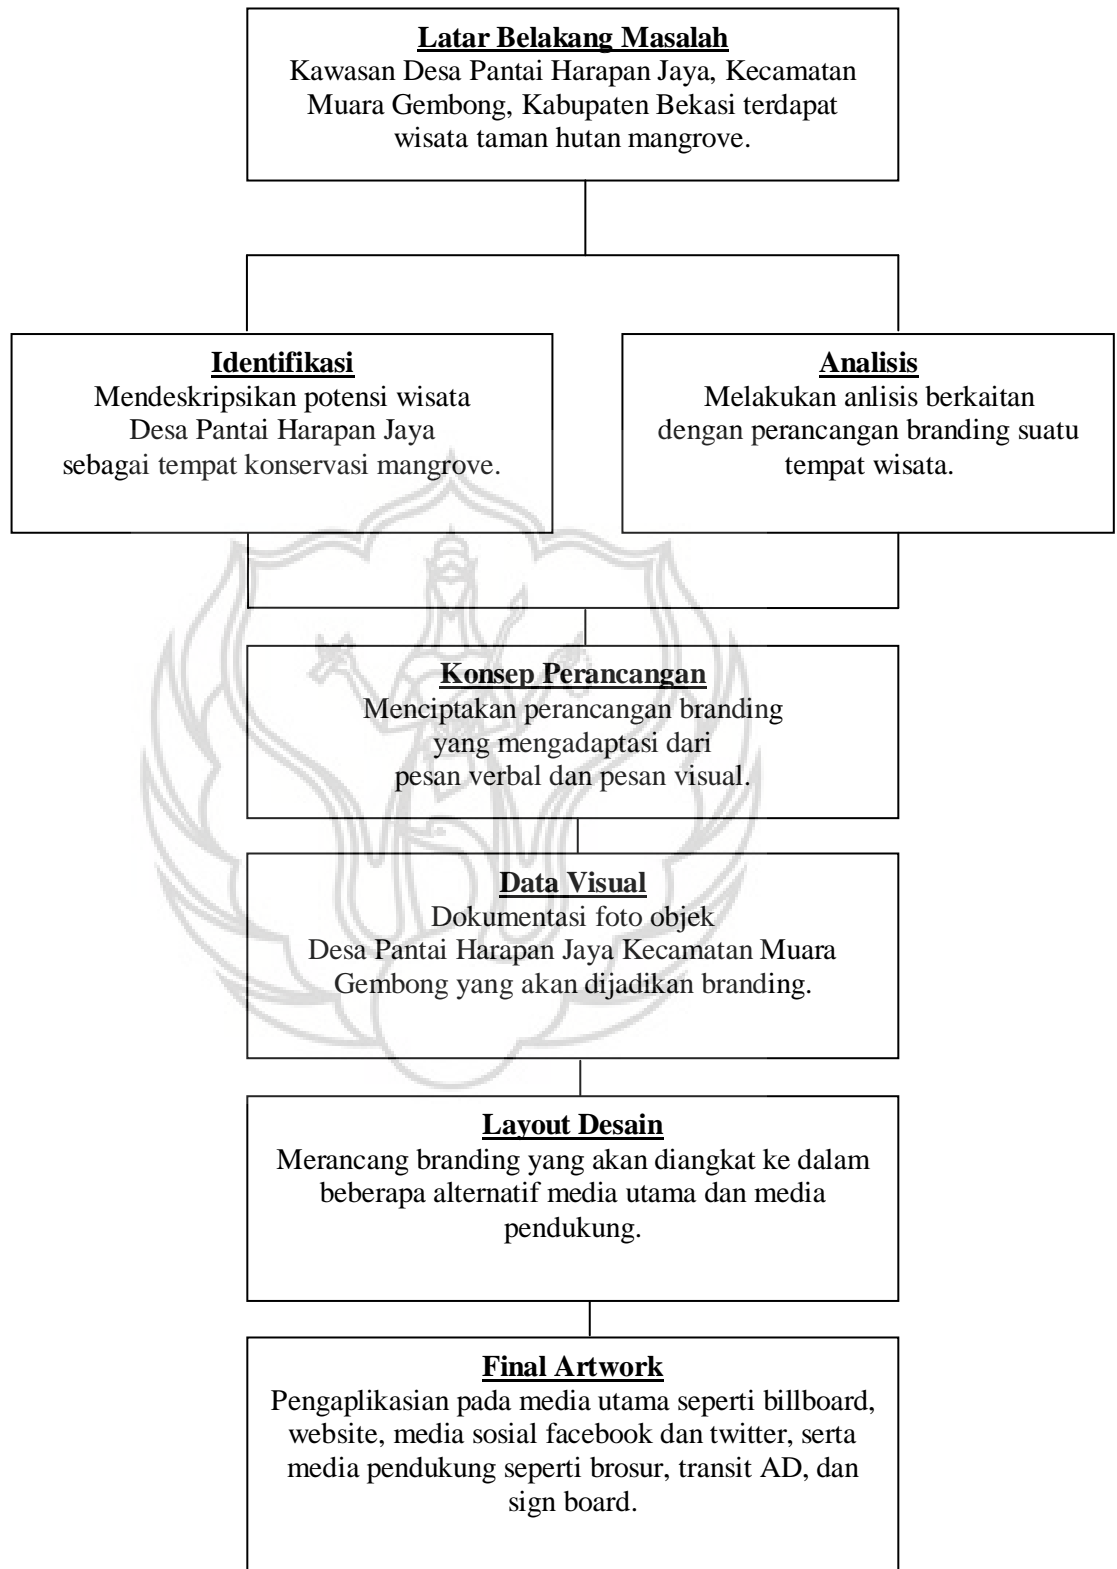 Latar Belakang Masalah
Kawasan Desa Pantai Harapan Jaya, Kecamatan
Muara Gembong, Kabupaten Bekasi terdapat
wisata taman hutan mangrove.
Identifikasi
Mendeskripsikan potensi wisata
Desa Pantai Harapan Jaya
sebagai tempat konservasi mangrove.
Analisis
Melakukan anlisis berkaitan
dengan perancangan branding suatu
tempat wisata.
Konsep Perancangan
Menciptakan perancangan branding
yang mengadaptasi dari
pesan verbal dan pesan visual.
Data Visual
Dokumentasi foto objek
Desa Pantai Harapan Jaya Kecamatan Muara
Gembong yang akan dijadikan branding.
Layout Desain
Merancang branding yang akan diangkat ke dalam
beberapa alternatif media utama dan media
pendukung.
Final Artwork
Pengaplikasian pada media utama seperti billboard,
website, media sosial facebook dan twitter, serta
media pendukung seperti brosur, transit AD, dan
sign board.